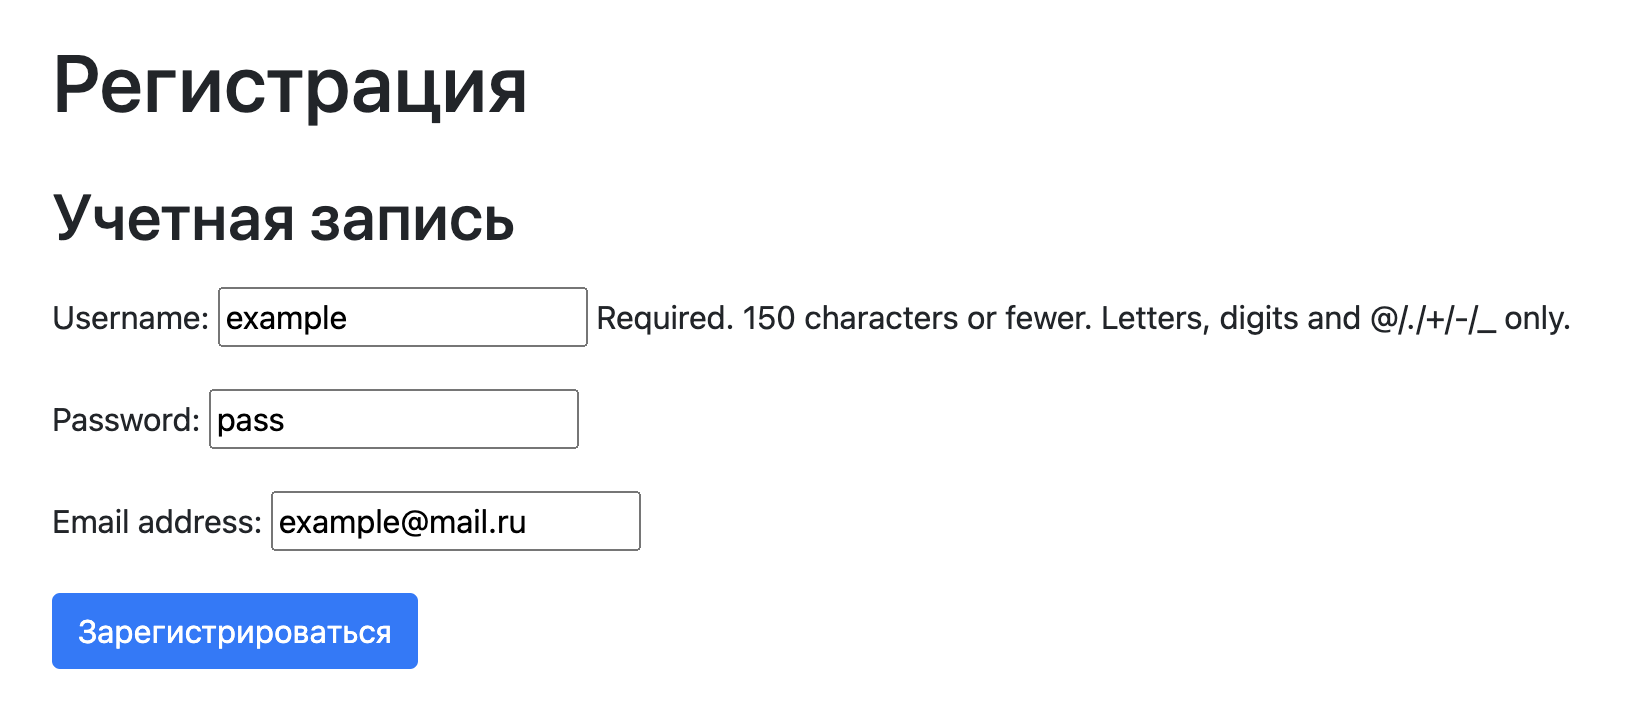 Регистрация
Учетная запись
Username: example Required. 150 characters or fewer. Letters, digits and @/./+/-/_ only.
Password: pass
Email address: example@mail.ru
Зарегистрироваться